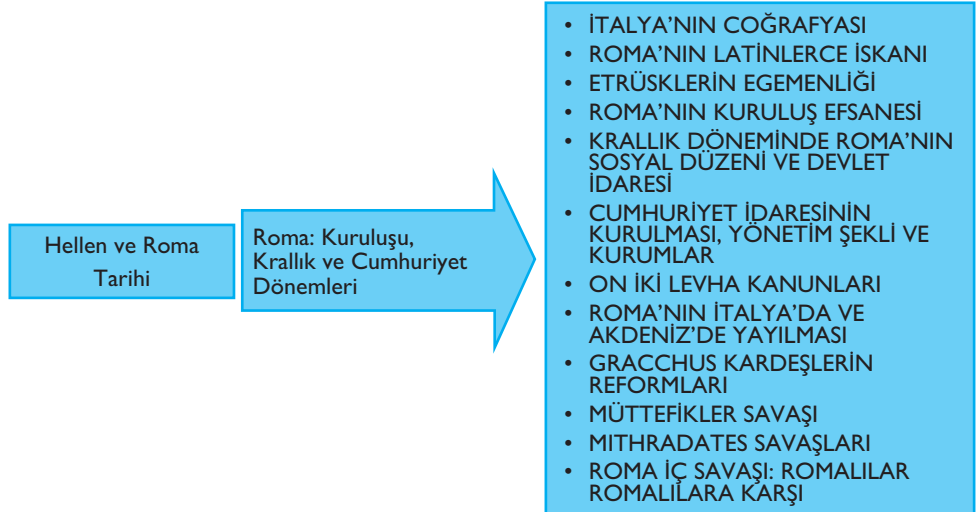 Hellen ve Roma
Tarihi
Roma: Kuruluşu,
Krallık ve Cumhuriyet
Dönemleri
• İTALYA’NIN COĞRAFYASI
• ROMA’NIN LATİNLERCE İSKANI
• ETRÜSKLERİN EGEMENLİĞİ
• ROMA’NIN KURULUŞ EFSANESİ
• KRALLIK DÖNEMİNDE ROMA’NIN
SOSYAL DÜZENİ VE DEVLET
İDARESİ
• CUMHURİYET İDARESİNİN
KURULMASI, YÖNETİM ŞEKLİ VE
KURUMLAR
• ON İKİ LEVHA KANUNLARI
• ROMA’NIN İTALYA’DA VE
AKDENİZ’DE YAYILMASI
• GRACCHUS KARDEŞLERİN
REFORMLARI
• MÜTTEFİKLER SAVAŞI
• MITHRADATES SAVAŞLARI
• ROMA İÇ SAVAŞI: ROMALILAR
ROMALILARA KARŞI